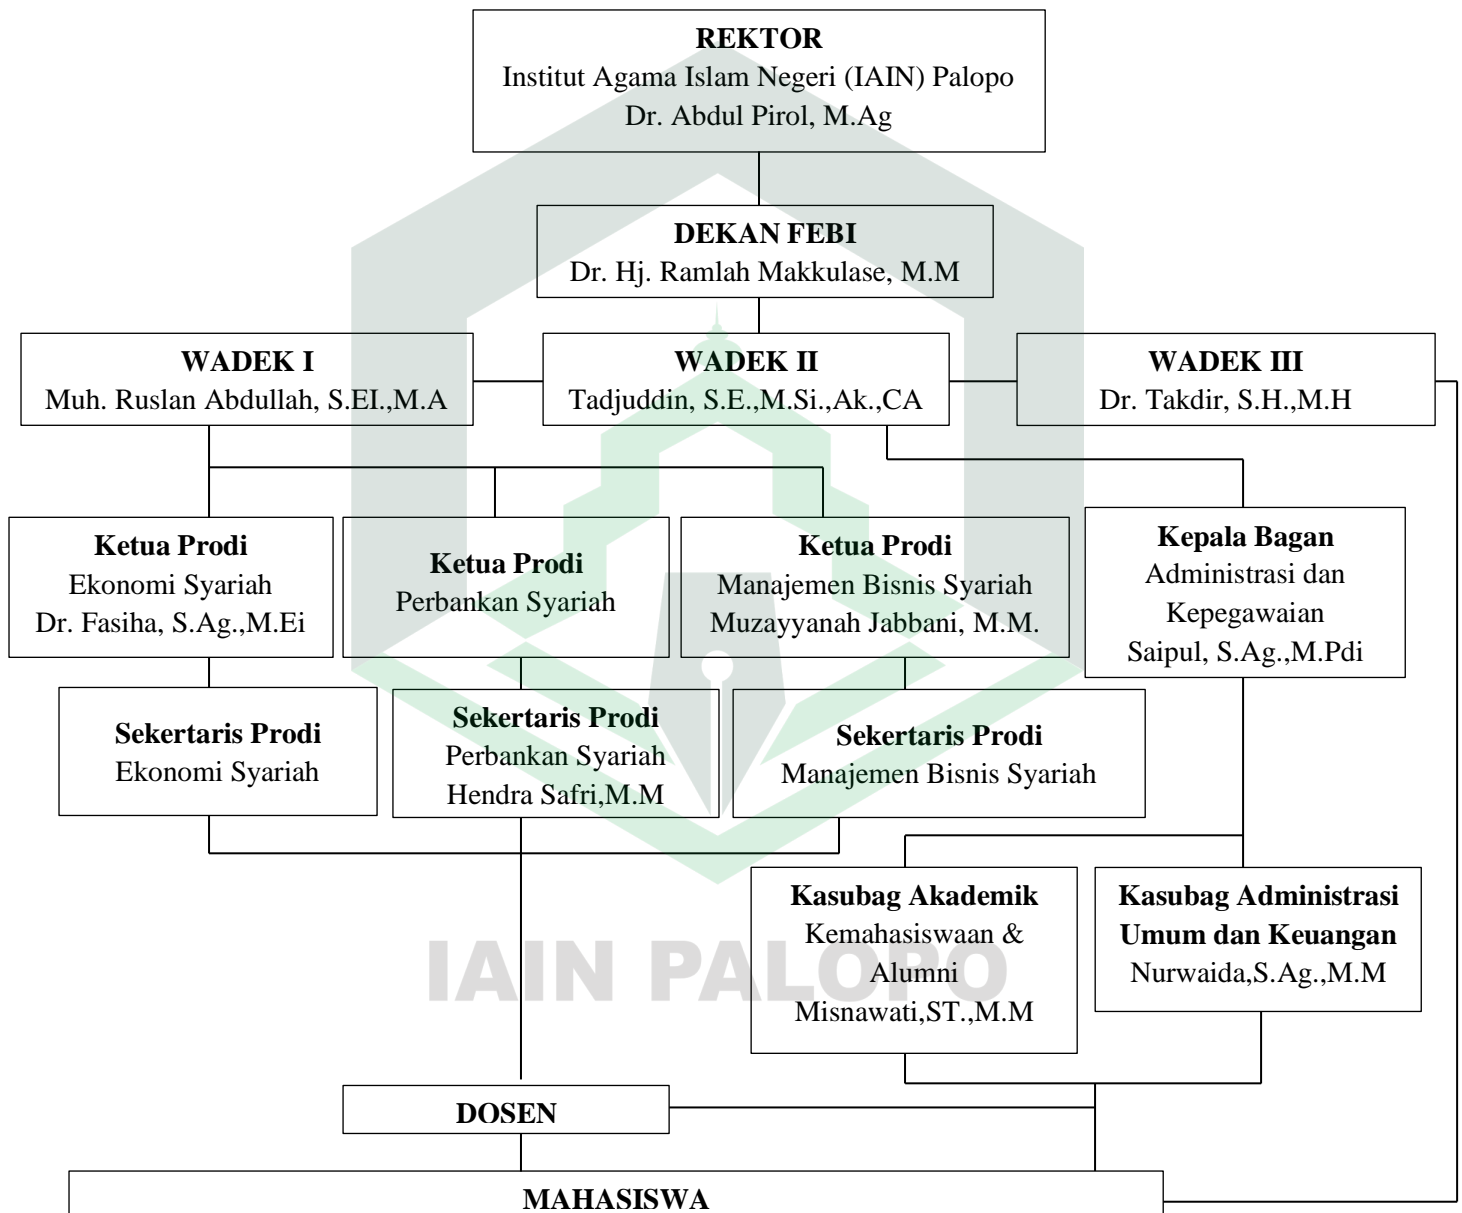 REKTOR
Institut Agama Islam Negeri (IAIN) Palopo
Dr. Abdul Pirol, M.Ag
DEKAN FEBI
Dr. Hj. Ramlah Makkulase, M.M
WADEK I
Muh. Ruslan Abdullah, S.EI.,M.A
WADEK II
Tadjuddin, S.E.,M.Si.,Ak.,CA
WADEK III
Dr. Takdir, S.H.,M.H
Ketua Prodi
Ekonomi Syariah
Dr. Fasiha, S.Ag.,M.Ei
Ketua Prodi
Perbankan Syariah
Ketua Prodi
Manajemen Bisnis Syariah
Muzayyanah Jabbani, M.M.
Kepala Bagan
Administrasi dan
Kepegawaian
Saipul, S.Ag.,M.Pdi
Sekertaris Prodi
Ekonomi Syariah
Sekertaris Prodi
Perbankan Syariah
Hendra Safri,M.M
Sekertaris Prodi
Manajemen Bisnis Syariah
Kasubag Akademik
Kemahasiswaan &
Alumni
Misnawati,ST.,M.M
Kasubag Administrasi
Umum dan Keuangan
Nurwaida,S.Ag.,M.M
IAIN PALOPO
DOSEN
MAHASISWA